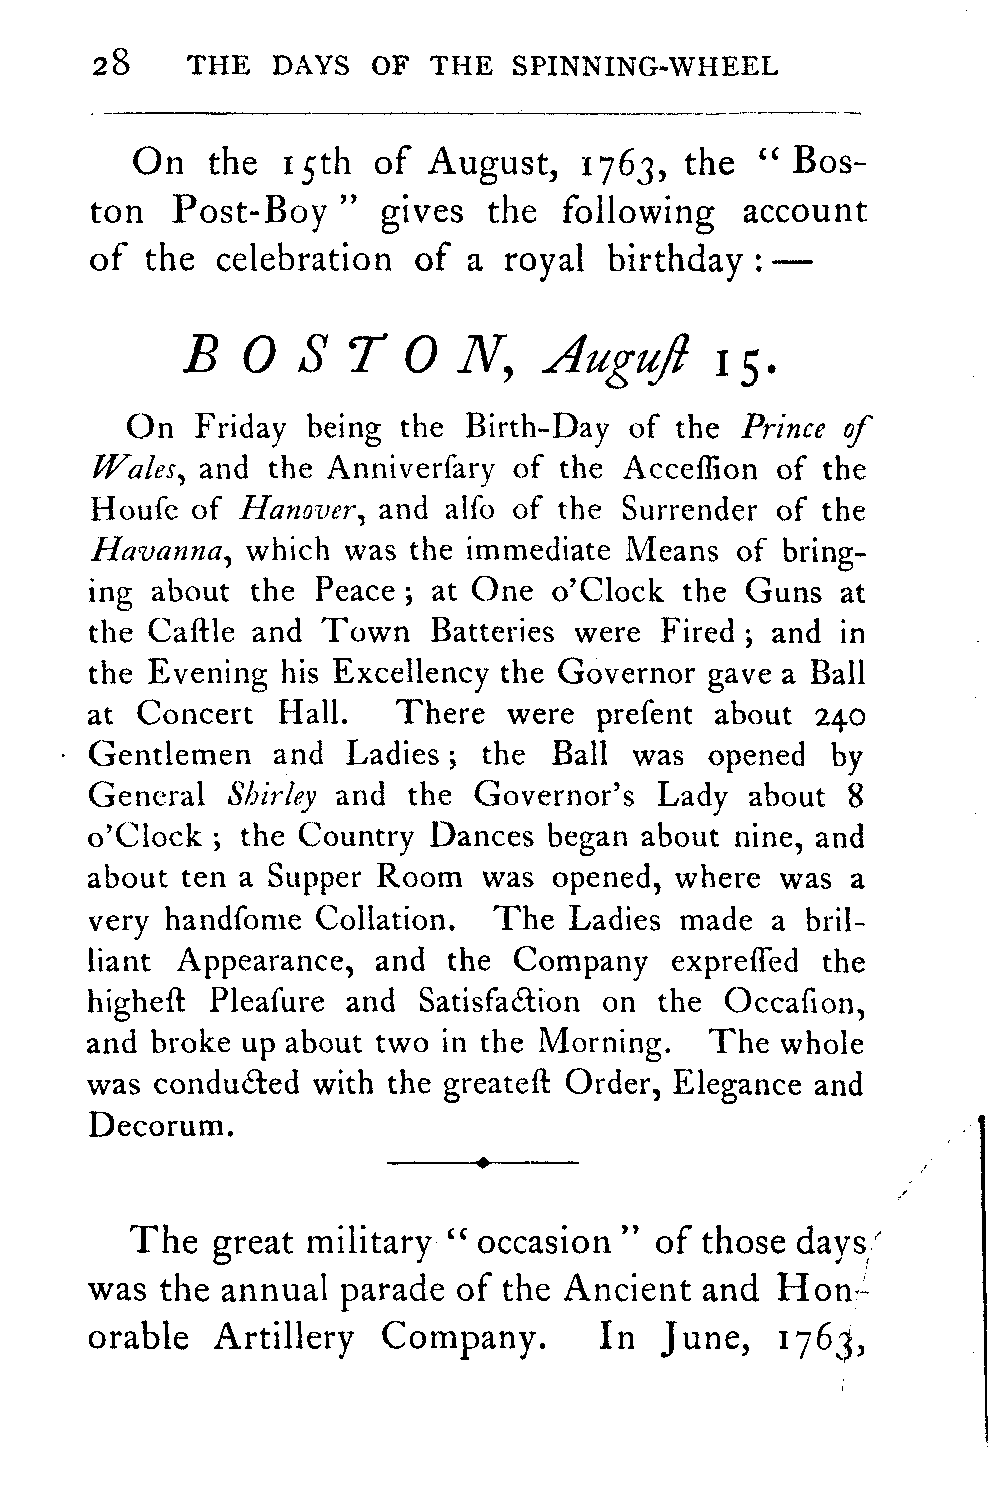 28 THE DAYS OF THE SPINNING-WHEEL
On the 15th of August, 1763, the “ Bos-
ton Post-Boy ” gives the following account
of the celebration of a royal birthday : —
B O S T O N, Auguſt 15.
On Friday being the Birth-Day of the Prince of
Wales, and the Anniverſary of the Acceſſion of the
Houſe of Hanover, and alſo of the Surrender of the
Havanna, which was the immediate Means of bring-
ing about the Peace ; at One o’Clock the Guns at
the Caſtle and Town Batteries were Fired ; and in
the Evening his Excellency the Governor gave a Ball
at Concert Hall. There were preſent about 240
Gentlemen and Ladies ; the Ball was opened by
General Shirley and the Governor’s Lady about 8
o’Clock ; the Country Dances began about nine, and
about ten a Supper Room was opened, where was a
very handſome Collation. The Ladies made a bril-
liant Appearance, and the Company expreſſed the
higheſt Pleaſure and Satisfaction on the Occaſion,
and broke up about two in the Morning. The whole
was conducted with the greateſt Order, Elegance and
Decorum.
The great military “ occasion ” of those days
was the annual parade of the Ancient and Hon-
orable Artillery Company. In June, 1763,